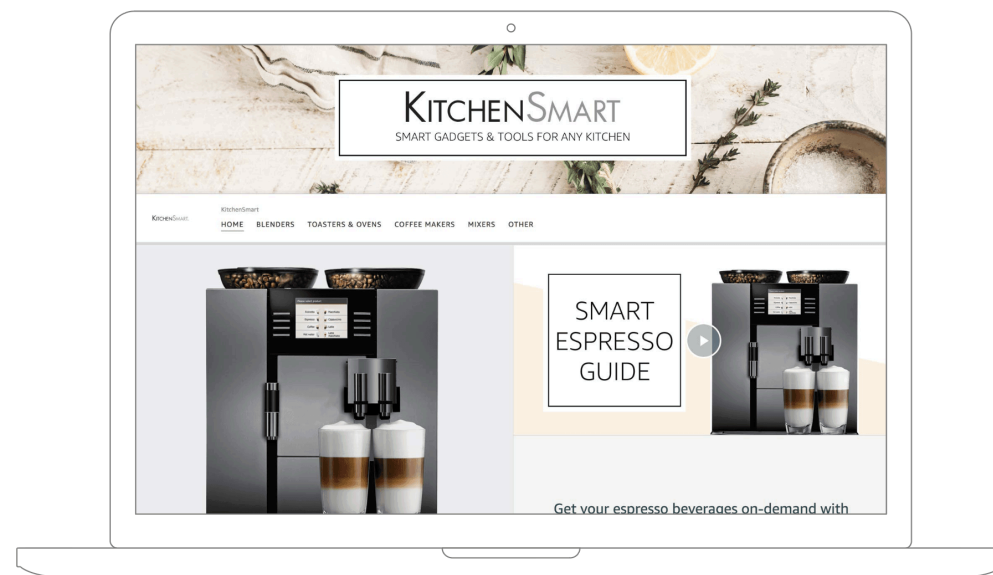 KITCHENSMART
SMART GADGETS & TOOLS FOR ANY KITCHEN
KitchenSmart
KITCHENSMART
HOME BLENDERS TOASTERS & OVENS COFFEE MAKERS MIXERS OTHER
SMART
ESPRESSO
GUIDE
Get your espresso beverages on-demand with